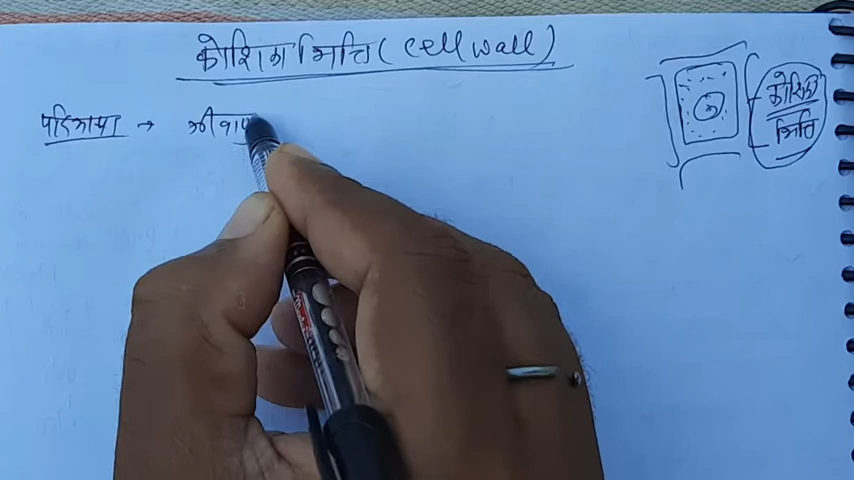 कोशिका भित्ति (cell wall)
परिभाषा →
कोशिका
भित्ति